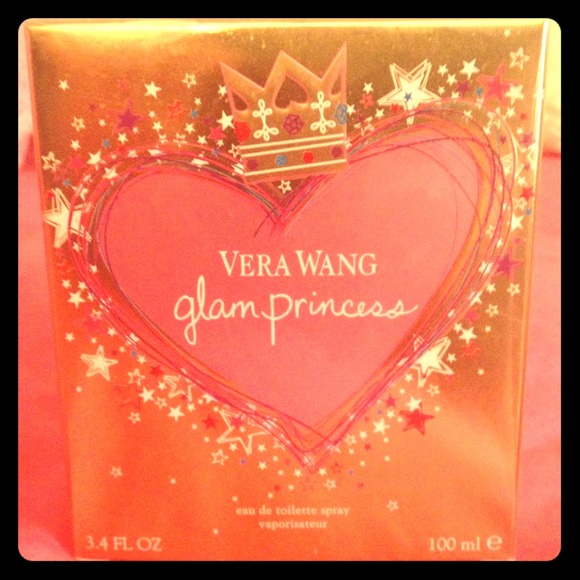 VERA WANG
glam princess
eau de toilette spray
vaporisateur
3.4 FL OZ 100 ml ℮